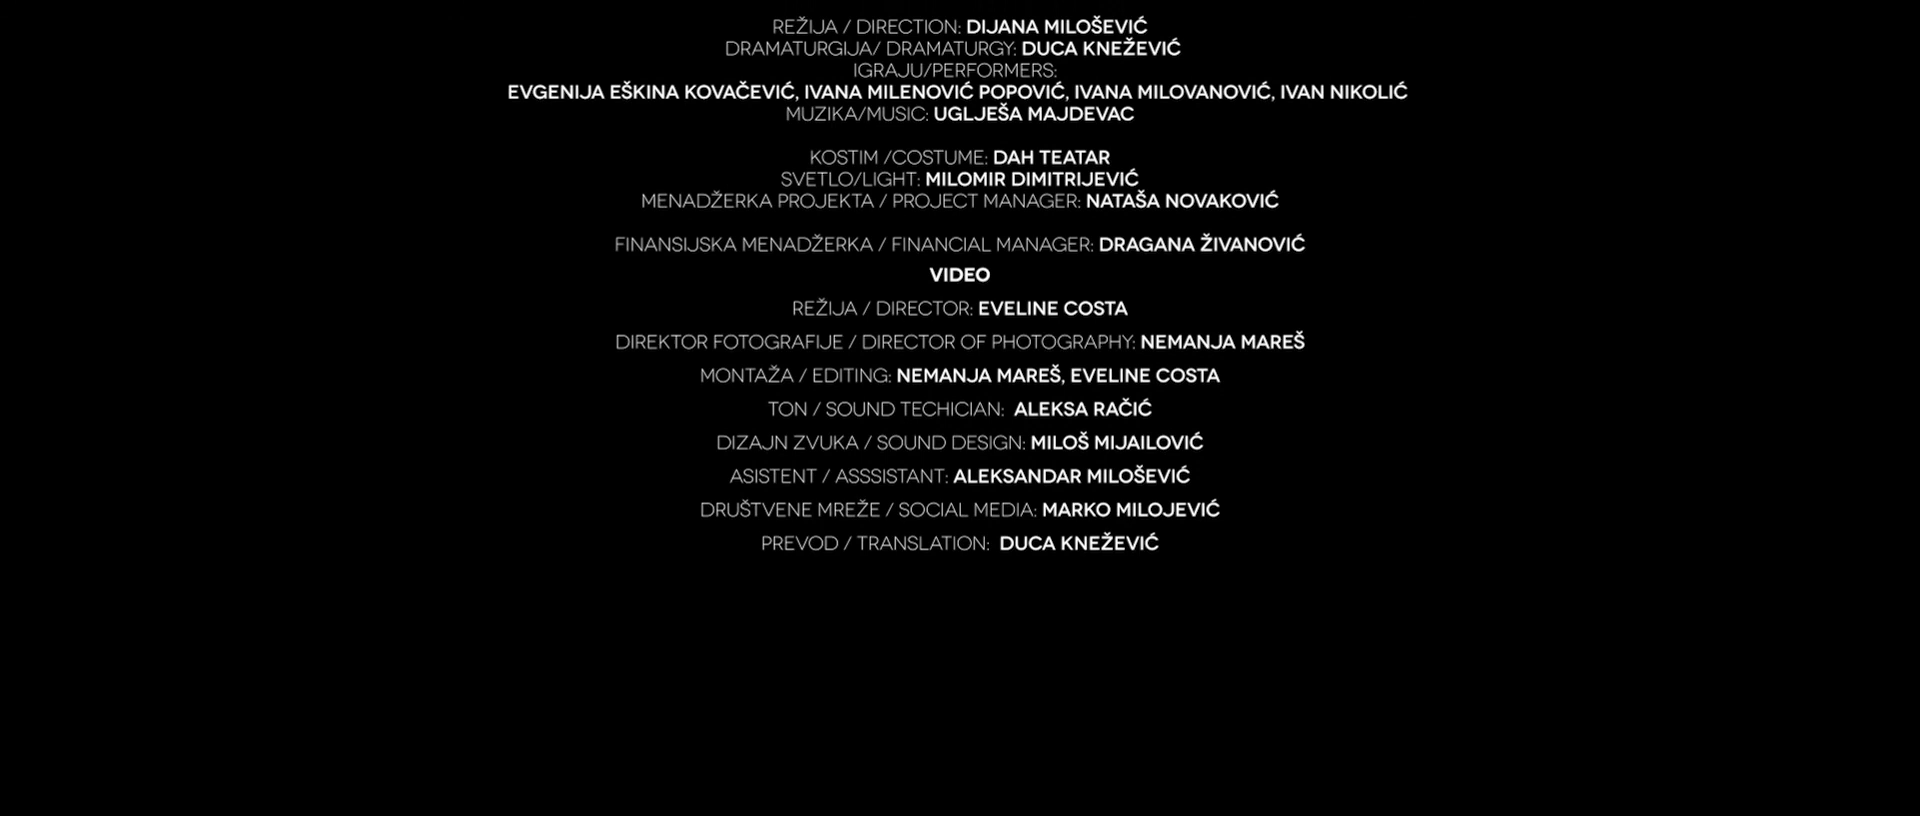 REŽIJA / DIRECTION: DIJANA MILOŠEVIĆ
DRAMATURGIJA/ DRAMATURGY: DUCA KNEŽEVIĆ
IGRAJU/PERFORMERS:
EVGENIJA EŠKINA KOVAČEVIĆ, IVANA MILENOVIĆ POPOVIĆ, IVANA MILOVANOVIĆ, IVAN NIKOLIĆ
MUZIKA/MUSIC: UGLJEŠA MAJDEVAC
KOSTIM /COSTUME: DAH TEATAR
SVETLO/LIGHT: MILOMIR DIMITRIJEVIĆ
MENADŽERKA PROJEKTA / PROJECT MANAGER: NATAŠA NOVAKOVIĆ
FINANSIJSKA MENADŽERKA / FINANCIAL MANAGER: DRAGANA ŽIVANOVIĆ
VIDEO
REŽIJA / DIRECTOR: EVELINE COSTA
DIREKTOR FOTOGRAFIJE / DIRECTOR OF PHOTOGRAPHY: NEMANJA MAREŠ
MONTAŽA / EDITING: NEMANJA MAREŠ, EVELINE COSTA
TON / SOUND TECHICIAN: ALEKSA RAČIĆ
DIZAJN ZVUKA / SOUND DESIGN: MILOŠ MIJAILOVIĆ
ASISTENT / ASSSISTANT: ALEKSANDAR MILOŠEVIĆ
DRUŠTVENE MREŽE / SOCIAL MEDIA: MARKO MILOJEVIĆ
PREVOD / TRANSLATION: DUCA KNEŽEVIĆ